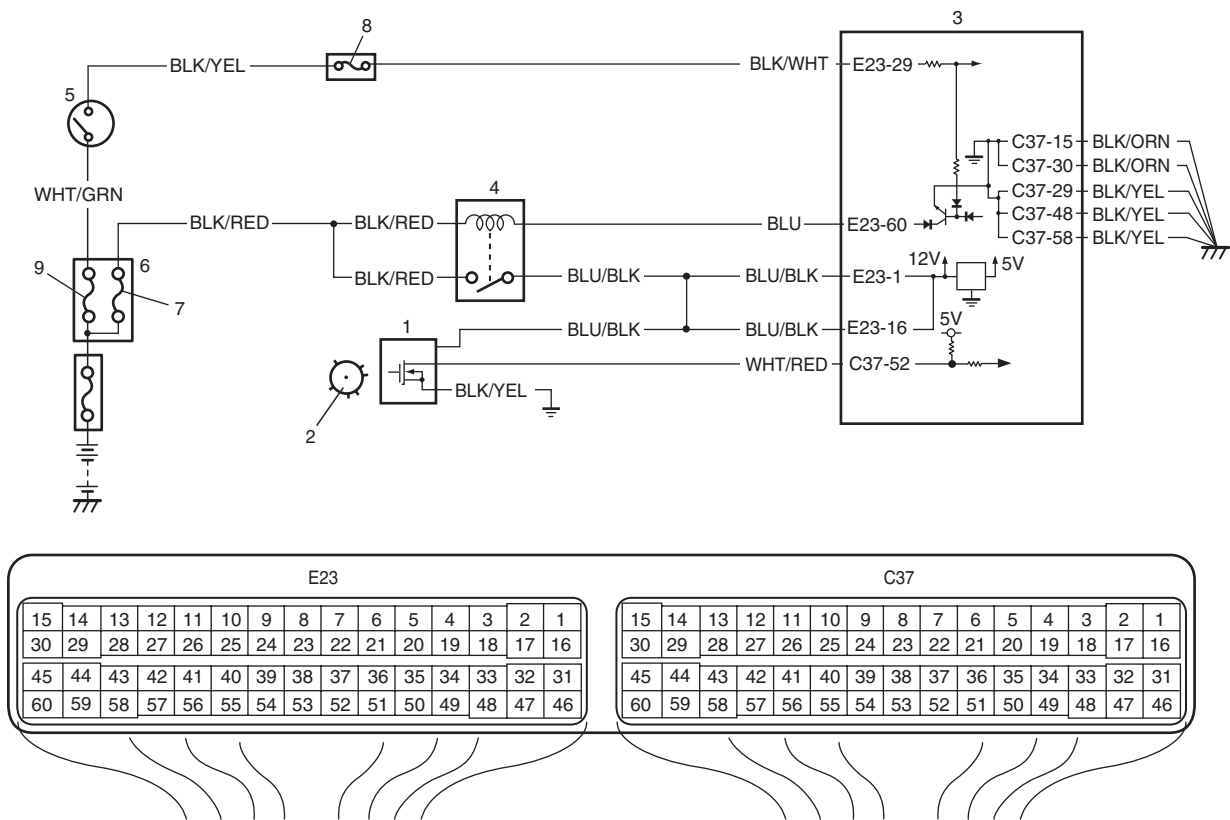 3
8
BLK/YEL
BLK/WHT
E23-29
5
C37-15
BLK/ORN
C37-30
BLK/ORN
WHT/GRN
4
C37-29
BLK/YEL
BLK/RED
BLK/RED
BLU
E23-60
C37-48
BLK/YEL
C37-58
BLK/YEL
9
6
12V
5V
BLK/RED
BLU/BLK
BLU/BLK
E23-1
7
1
BLU/BLK
BLU/BLK
E23-16
5V
WHT/RED
C37-52
BLK/YEL
2
E23
C37
15 14 13 12 11 10 9 8 7 6 5 4 3 2 1
15 14 13 12 11 10 9 8 7 6 5 4 3 2 1
30 29 28 27 26 25 24 23 22 21 20 19 18 17 16
30 29 28 27 26 25 24 23 22 21 20 19 18 17 16
45 44 43 42 41 40 39 38 37 36 35 34 33 32 31
45 44 43 42 41 40 39 38 37 36 35 34 33 32 31
60 59 58 57 56 55 54 53 52 51 50 49 48 47 46
60 59 58 57 56 55 54 53 52 51 50 49 48 47 46